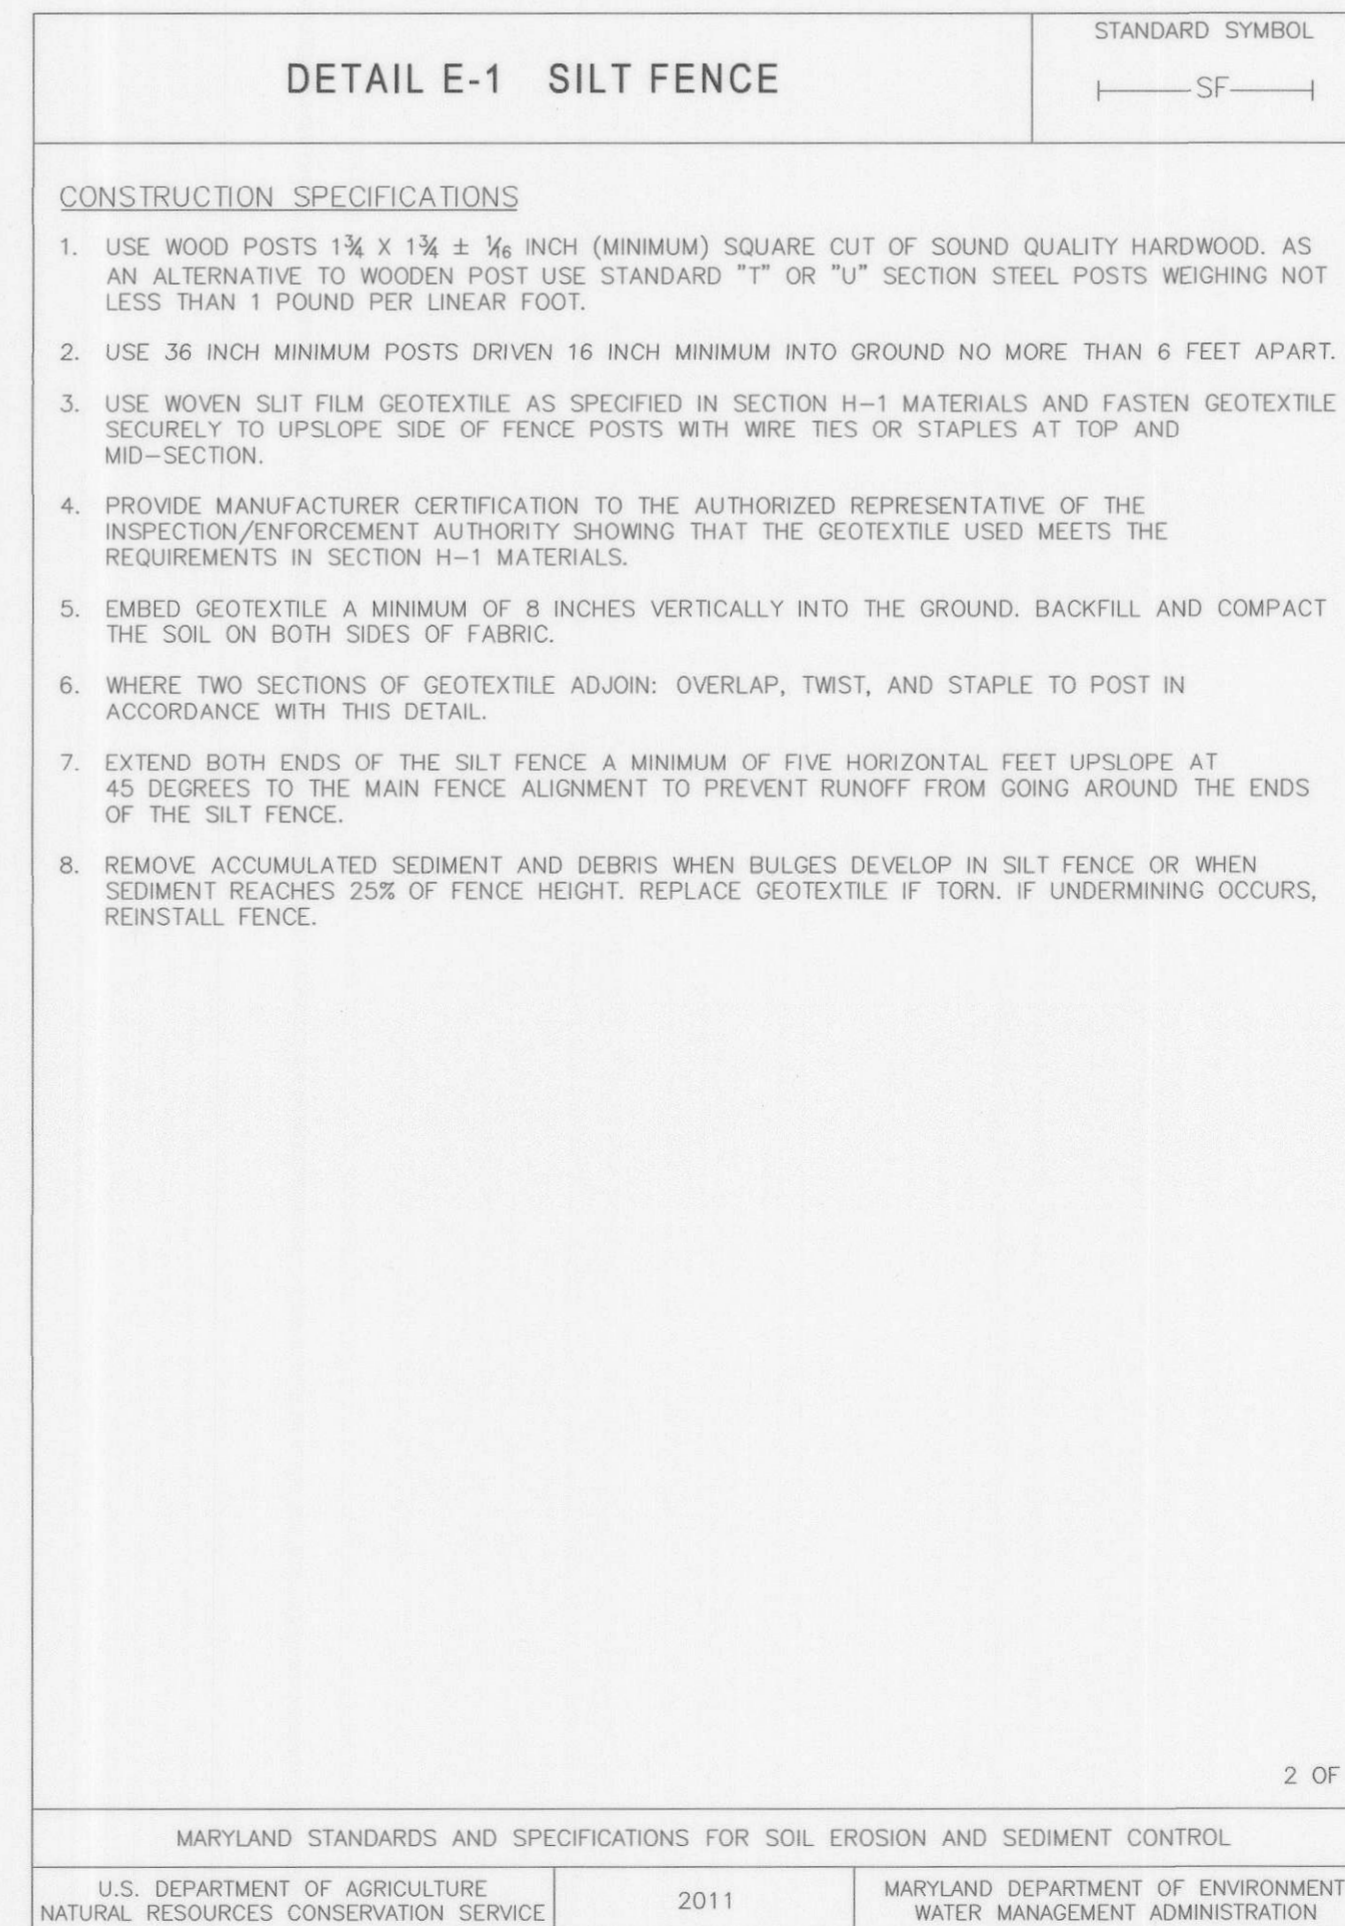 STANDARD SYMBOL
DETAIL E-1 SILT FENCE
SF
CONSTRUCTION SPECIFICATIONS
1. USE WOOD POSTS 1¾ X 1¾ ± 1/16 INCH (MINIMUM) SQUARE CUT OF SOUND QUALITY HARDWOOD. AS
AN ALTERNATIVE TO WOODEN POST USE STANDARD "T" OR "U" SECTION STEEL POSTS WEIGHING NOT
LESS THAN 1 POUND PER LINEAR FOOT.
2. USE 36 INCH MINIMUM POSTS DRIVEN 16 INCH MINIMUM INTO GROUND NO MORE THAN 6 FEET APART.
3. USE WOVEN SLIT FILM GEOTEXTILE AS SPECIFIED IN SECTION H-1 MATERIALS AND FASTEN GEOTEXTILE
SECURELY TO UPSLOPE SIDE OF FENCE POSTS WITH WIRE TIES OR STAPLES AT TOP AND
MID-SECTION.
4. PROVIDE MANUFACTURER CERTIFICATION TO THE AUTHORIZED REPRESENTATIVE OF THE
INSPECTION/ENFORCEMENT AUTHORITY SHOWING THAT THE GEOTEXTILE USED MEETS THE
REQUIREMENTS IN SECTION H-1 MATERIALS.
5. EMBED GEOTEXTILE A MINIMUM OF 8 INCHES VERTICALLY INTO THE GROUND. BACKFILL AND COMPACT
THE SOIL ON BOTH SIDES OF FABRIC.
6. WHERE TWO SECTIONS OF GEOTEXTILE ADJOIN: OVERLAP, TWIST, AND STAPLE TO POST IN
ACCORDANCE WITH THIS DETAIL.
7. EXTEND BOTH ENDS OF THE SILT FENCE A MINIMUM OF FIVE HORIZONTAL FEET UPSLOPE AT
45 DEGREES TO THE MAIN FENCE ALIGNMENT TO PREVENT RUNOFF FROM GOING AROUND THE ENDS
OF THE SILT FENCE.
8. REMOVE ACCUMULATED SEDIMENT AND DEBRIS WHEN BULGES DEVELOP IN SILT FENCE OR WHEN
SEDIMENT REACHES 25% OF FENCE HEIGHT. REPLACE GEOTEXTILE IF TORN. IF UNDERMINING OCCURS,
REINSTALL FENCE.
2 OF
MARYLAND STANDARDS AND SPECIFICATIONS FOR SOIL EROSION AND SEDIMENT CONTROL
U.S. DEPARTMENT OF AGRICULTURE
NATURAL RESOURCES CONSERVATION SERVICE
2011
MARYLAND DEPARTMENT OF ENVIRONMENT
WATER MANAGEMENT ADMINISTRATION